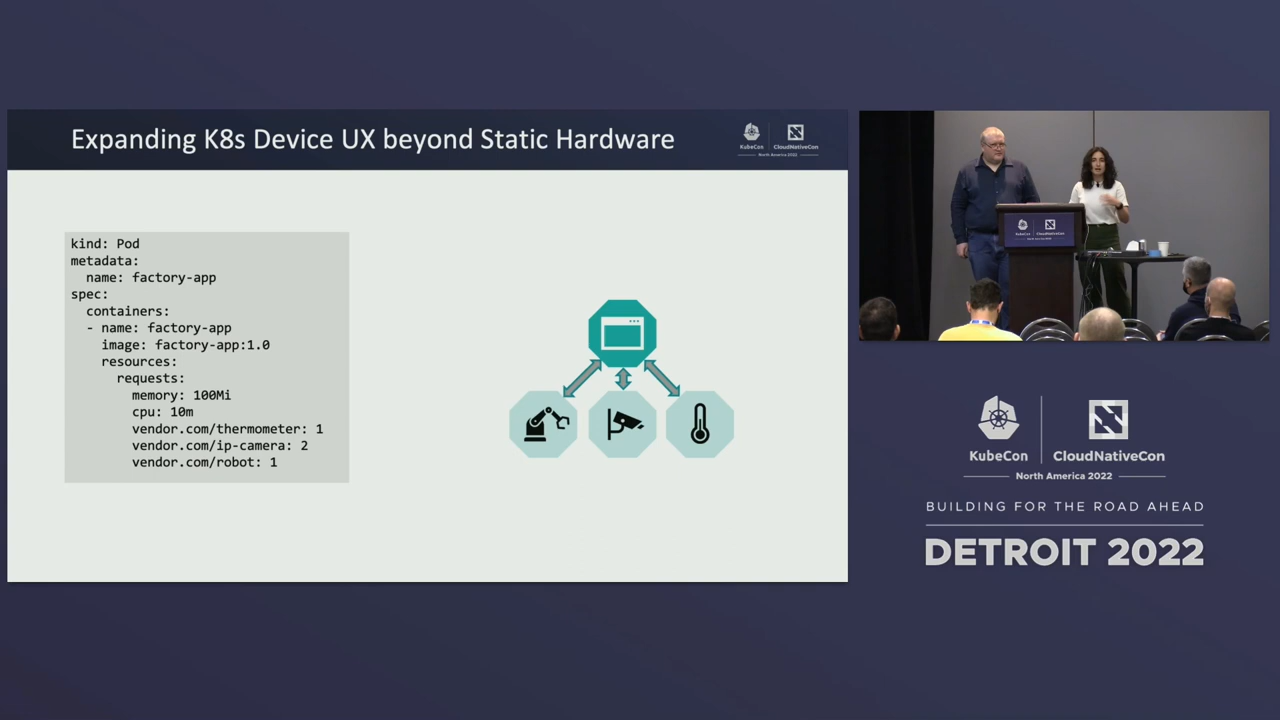 Expanding K8s Device UX beyond Static Hardware
KubeCon
CloudNativeCon
North America 2022
kind: Pod
metadata:
  name: factory-app
spec:
  containers:
  - name: factory-app
    image: factory-app:1.0
    resources:
      requests:
        memory: 100Mi
        cpu: 10m
        vendor.com/thermometer: 1
        vendor.com/ip-camera: 2
        vendor.com/robot: 1
KubeCon
CloudNativeCon
KubeCon
CloudNativeCon
North America 2022
BUILDING FOR THE ROAD AHEAD
DETROIT 2022